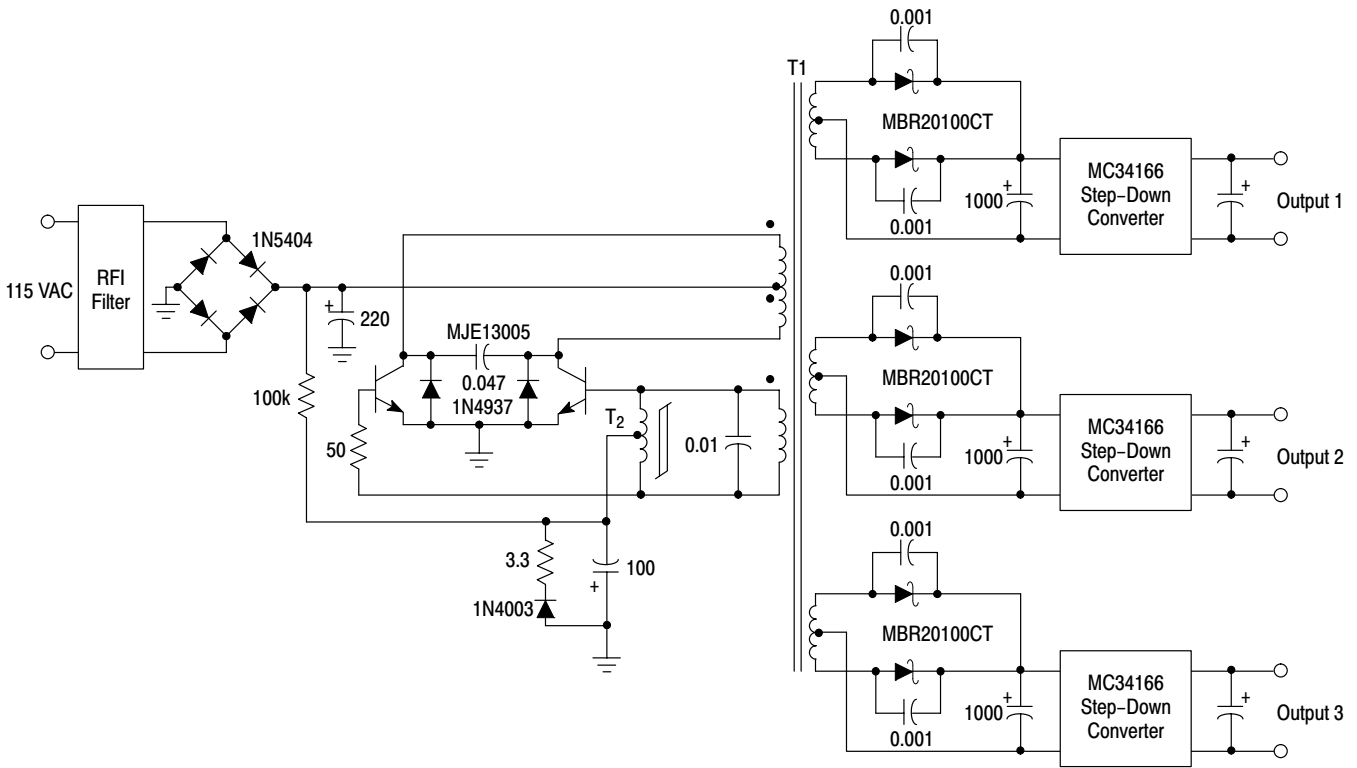 115 VAC
RFI
Filter
1N5404
+
220
100k
50
MJE13005
0.047
1N4937
T2
0.01
3.3
1N4003
100
+
T1
0.001
MBR20100CT
0.001
+
1000
MC34166
Step-Down
Converter
+
Output 1
0.001
MBR20100CT
0.001
+
1000
MC34166
Step-Down
Converter
+
Output 2
0.001
MBR20100CT
0.001
+
1000
MC34166
Step-Down
Converter
+
Output 3